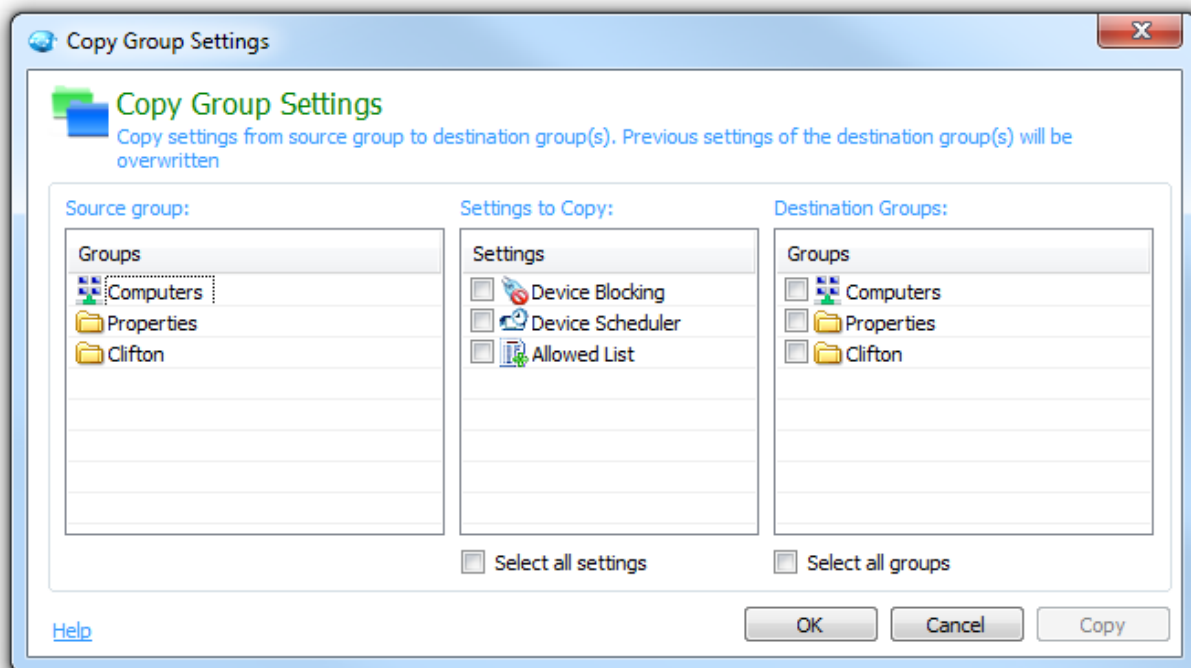 Copy Group Settings
Copy Group Settings
Copy settings from source group to destination group(s). Previous settings of the destination group(s) will be
overwritten
Source group:
Groups
Computers
Properties
Clifton
Settings to Copy:
Settings
Device Blocking
Device Scheduler
Allowed List
Select all settings
Destination Groups:
Groups
Computers
Properties
Clifton
Select all groups
Help
OK
Cancel
Copy